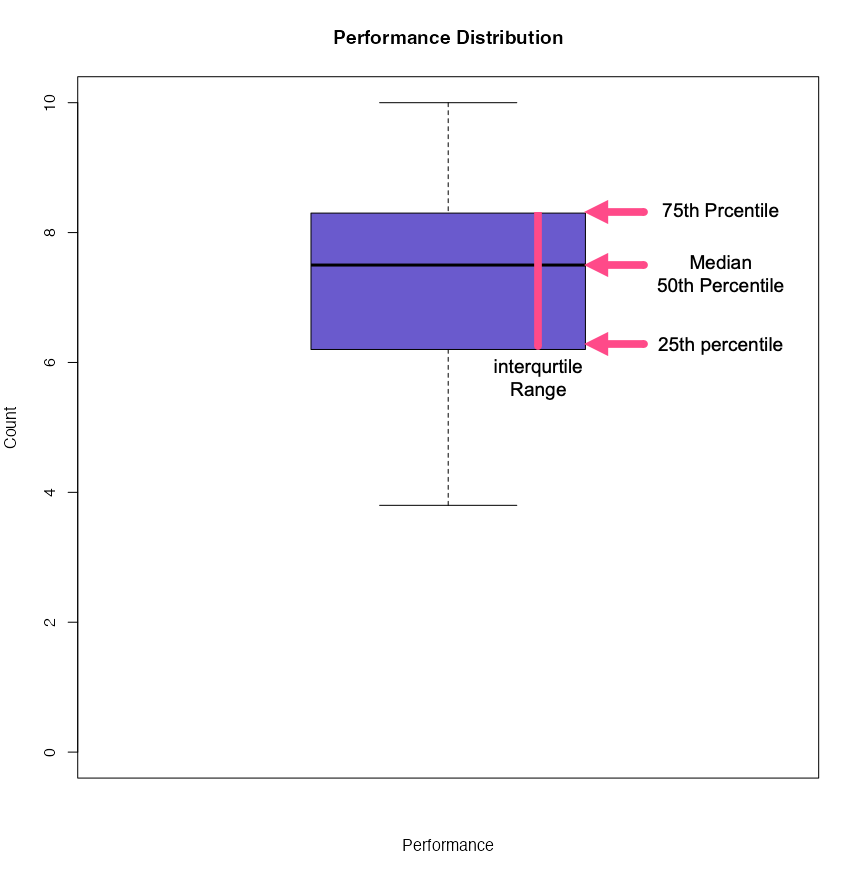 Performance Distribution
10
8
6
4
2
0
Count
75th Prcentile
Median
50th Percentile
25th percentile
interqurtile
Range
Performance